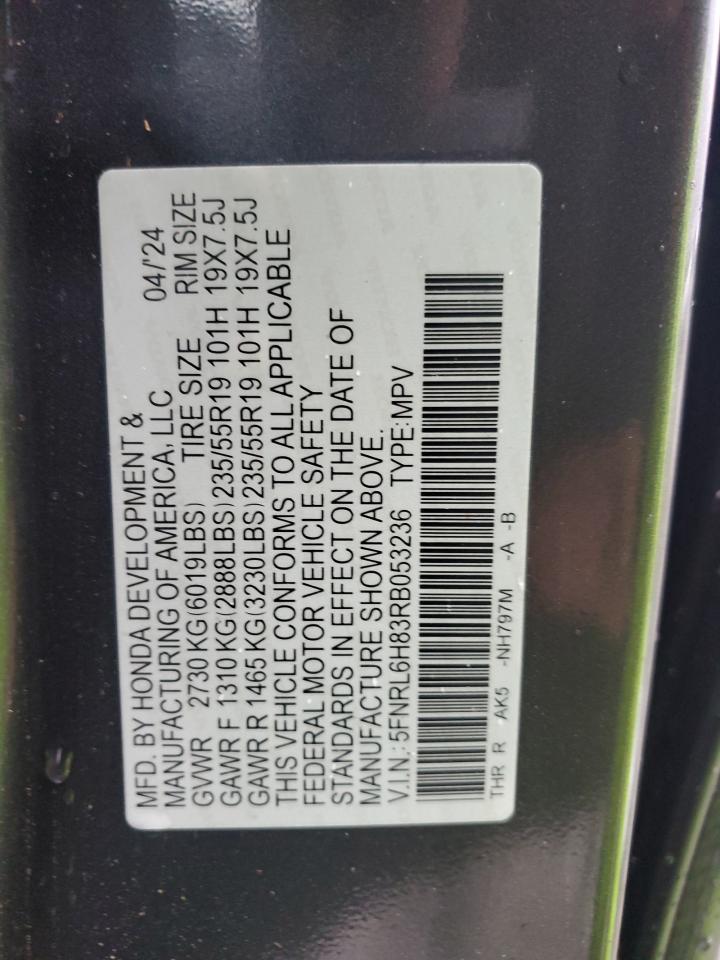 MFD. BY HONDA DEVELOPMENT &
MANUFACTURING OF AMERICA, LLC 04/'24
GVWR 2730 KG(6019LBS) TIRE SIZE RIM SIZE
GAWR F 1310 KG(2888LBS) 235/55R19 101H 19X7.5J
GAWR R 1465 KG(3230LBS) 235/55R19 101H 19X7.5J
THIS VEHICLE CONFORMS TO ALL APPLICABLE
FEDERAL MOTOR VEHICLE SAFETY
STANDARDS IN EFFECT ON THE DATE OF
MANUFACTURE SHOWN ABOVE.
V.I.N.: 5FNRL6H83RB053236 TYPE:MPV
THR R AK5 -NH797M -A -B